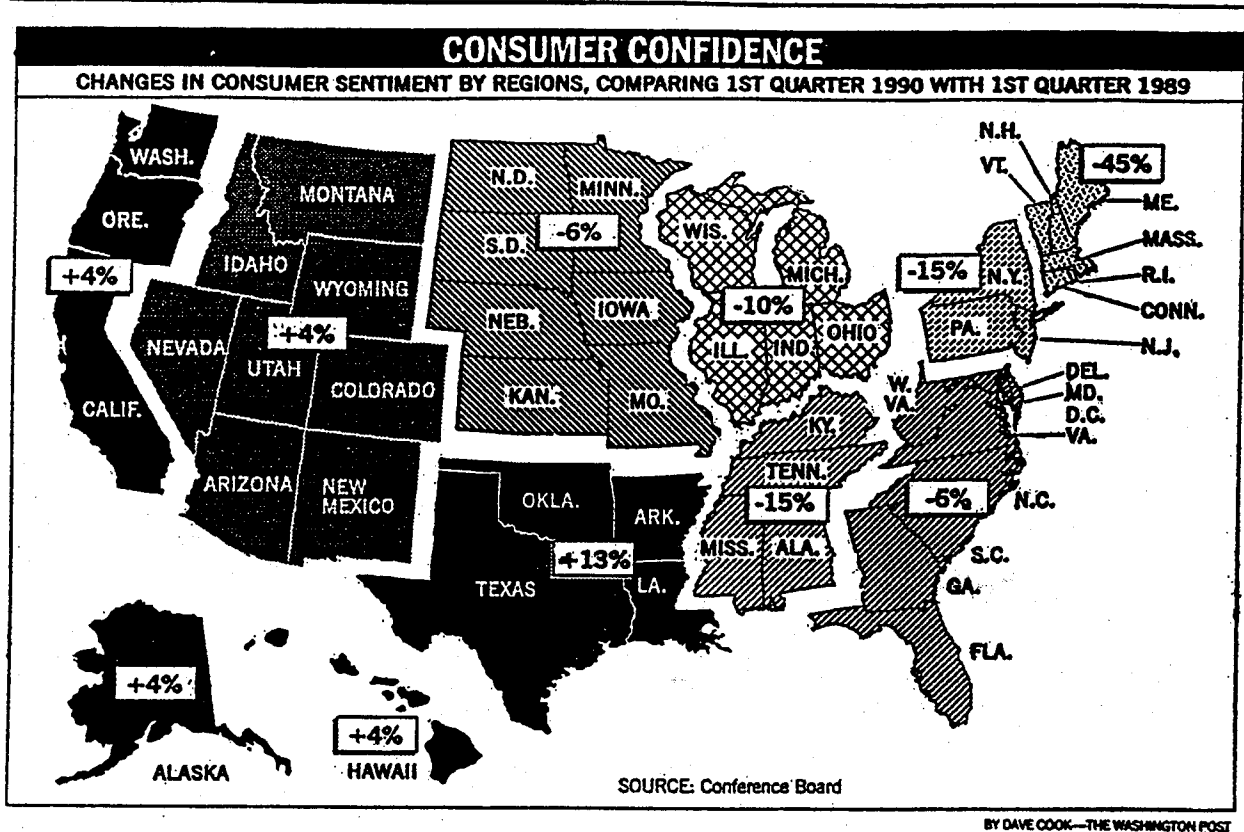 CONSUMER CONFIDENCE
CHANGES IN CONSUMER SENTIMENT BY REGIONS, COMPARING 1ST QUARTER 1990 WITH 1ST QUARTER 1989
WASH.
ORE.
+4%
CALIF.
MONTANA
IDAHO
WYOMING
+4%
NEVADA
UTAH
COLORADO
ARIZONA
NEW
MEXICO
N.D.
MINN.
S.D.
-6%
NEB.
IOWA
KAN.
MO.
OKLA.
ARK.
+13%
TEXAS
LA.
WIS.
MICH.
-10%
ILL.
IND.
OHIO
KY.
TENN.
-15%
MISS.
ALA.
N.H.
VT.
-45%
ME.
MASS.
R.I.
CONN.
-15%
N.Y.
PA.
N.J.
W.
VA.
DEL.
MD.
D.C.
VA.
-6%
N.C.
S.C.
GA.
FLA.
+4%
ALASKA
+4%
HAWAII
SOURCE: Conference Board
BY DAVE COOK—THE WASHINGTON POST